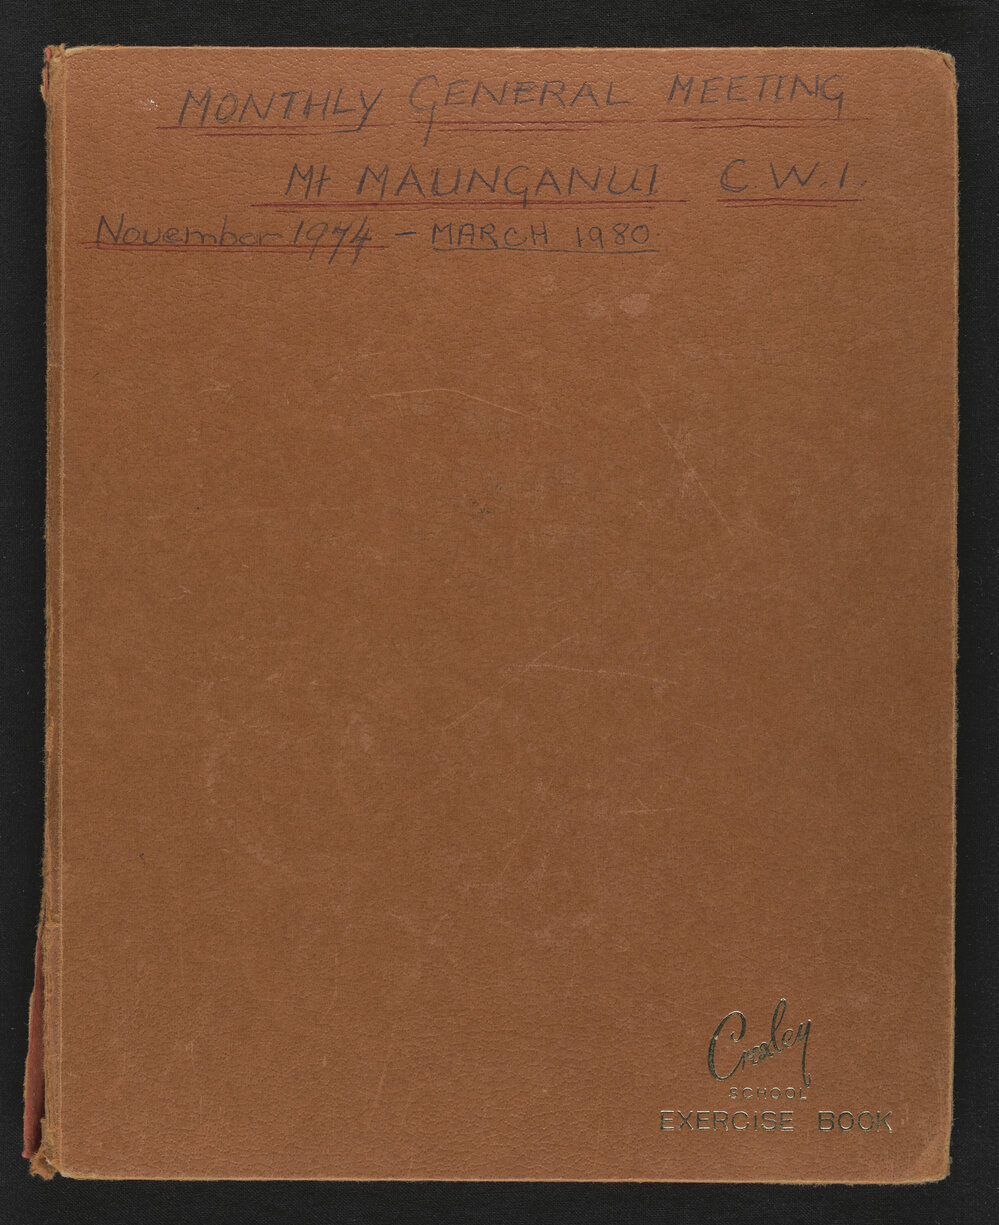 MONTHLY GENERAL MEETING
Mt MAUNGANUI C W.I.
November 1974 - MARCH 1980.
Croxley
SCHOOL
EXERCISE BOOK